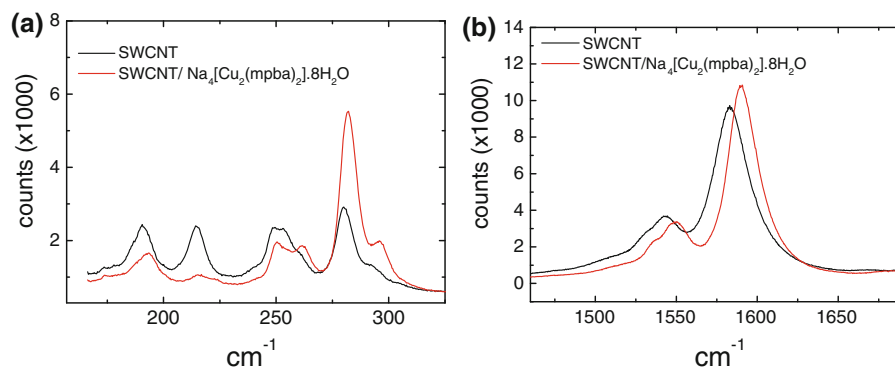 (a)
8
6
4
2
counts (x1000)
SWCNT
SWCNT/ Na₄[Cu₂(mpba)₂].8H₂O
200 250 300
cm⁻¹
(b)
14
12
10
8
6
4
2
0
counts (x1000)
SWCNT
SWCNT/Na₄[Cu₂(mpba)₂].8H₂O
1500 1550 1600 1650
cm⁻¹